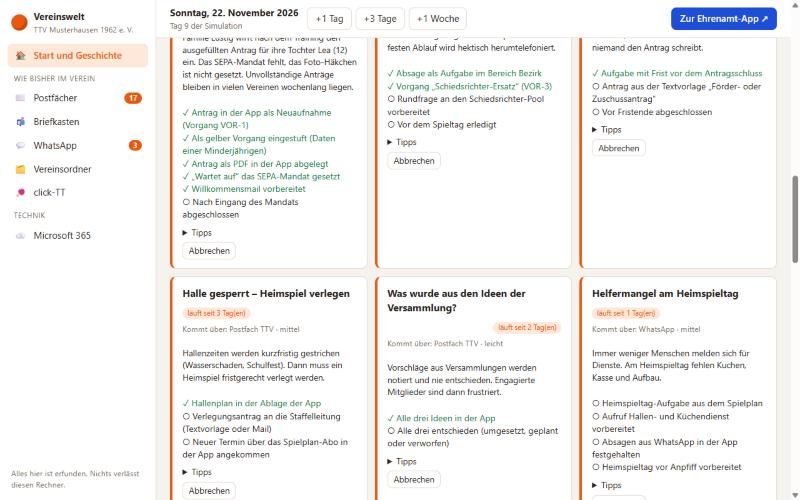 Vereinswelt
TTV Musterhausen 1962 e. V.
Start und Geschichte
WIE BISHER IM VEREIN
Postfächer 17
Briefkasten
WhatsApp 3
Vereinsordner
click-TT
TECHNIK
Microsoft 365
Alles hier ist erfunden. Nichts verlässt
diesen Rechner.
Sonntag, 22. November 2026
Tag 9 der Simulation
+1 Tag
+3 Tage
+1 Woche
Zur Ehrenamt-App ↗
Familie Lustig wirft nach dem Training den
ausgefüllten Antrag für ihre Tochter Lea (12)
ein. Das SEPA-Mandat fehlt, das Foto-Häkchen
ist nicht gesetzt. Unvollständige Anträge
bleiben in vielen Vereinen wochenlang liegen.
✓ Antrag in der App als Neuaufnahme
(Vorgang VOR-1)
✓ Als gelber Vorgang eingestuft (Daten
einer Minderjährigen)
✓ Antrag als PDF in der App abgelegt
✓ „Wartet auf“ das SEPA-Mandat gesetzt
✓ Willkommensmail vorbereitet
○ Nach Eingang des Mandats
abgeschlossen
▶ Tipps
Abbrechen
festen Ablauf wird hektisch herumtelefoniert.
✓ Absage als Aufgabe im Bereich Bezirk
✓ Vorgang „Schiedsrichter-Ersatz“ (VOR-3)
○ Rundfrage an den Schiedsrichter-Pool
vorbereitet
○ Vor dem Spieltag erledigt
▶ Tipps
Abbrechen
niemand den Antrag schreibt.
✓ Aufgabe mit Frist vor dem Antragsschluss
○ Antrag aus der Textvorlage „Förder- oder
Zuschussantrag“
○ Vor Fristende abgeschlossen
▶ Tipps
Abbrechen
Halle gesperrt – Heimspiel verlegen
läuft seit 3 Tag(en)
Kommt über: Postfach TTV · mittel
Hallenzeiten werden kurzfristig gestrichen
(Wasserschaden, Schulfest). Dann muss ein
Heimspiel fristgerecht verlegt werden.
✓ Hallenplan in der Ablage der App
○ Verlegungsantrag an die Staffelleitung
(Textvorlage oder Mail)
○ Neuer Termin über das Spielplan-Abo in
der App angekommen
▶ Tipps
Abbrechen
Was wurde aus den Ideen der
Versammlung?
läuft seit 2 Tag(en)
Kommt über: Postfach TTV · leicht
Vorschläge aus Versammlungen werden
notiert und nie entschieden. Engagierte
Mitglieder sind dann frustriert.
✓ Alle drei Ideen in der App
○ Alle drei entschieden (umgesetzt, geplant
oder verworfen)
▶ Tipps
Abbrechen
Helfermangel am Heimspieltag
läuft seit 1 Tag(en)
Kommt über: WhatsApp · mittel
Immer weniger Menschen melden sich für
Dienste. Am Heimspieltag fehlen Kuchen,
Kasse und Aufbau.
○ Heimspieltag-Aufgabe aus dem Spielplan
○ Aufruf Hallen- und Küchendienst
vorbereitet
○ Absagen aus WhatsApp in der App
festgehalten
○ Heimspieltag vor Anpfiff vorbereitet
▶ Tipps